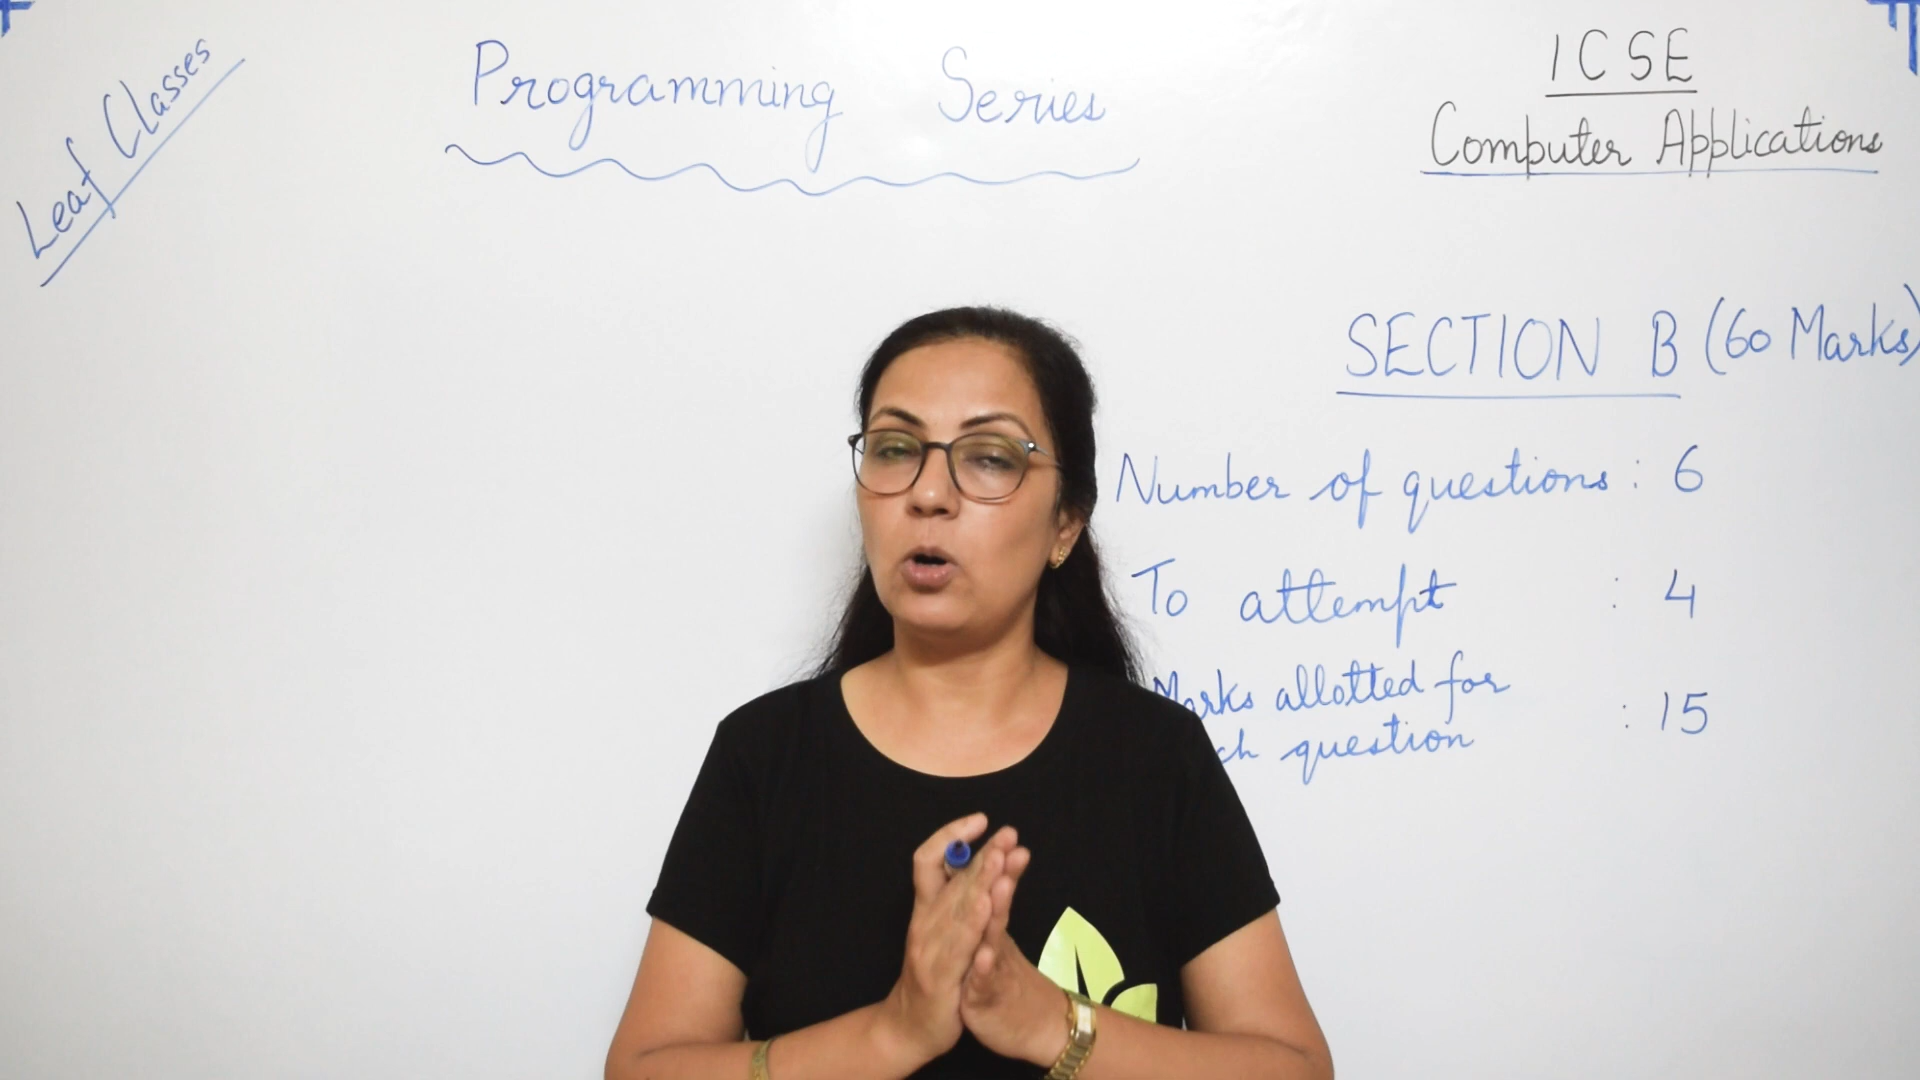 Leaf Classes
Programming Series
ICSE
Computer Applications
SECTION B (60 Marks)
Number of questions : 6
To attempt : 4
Marks allotted for
question : 15